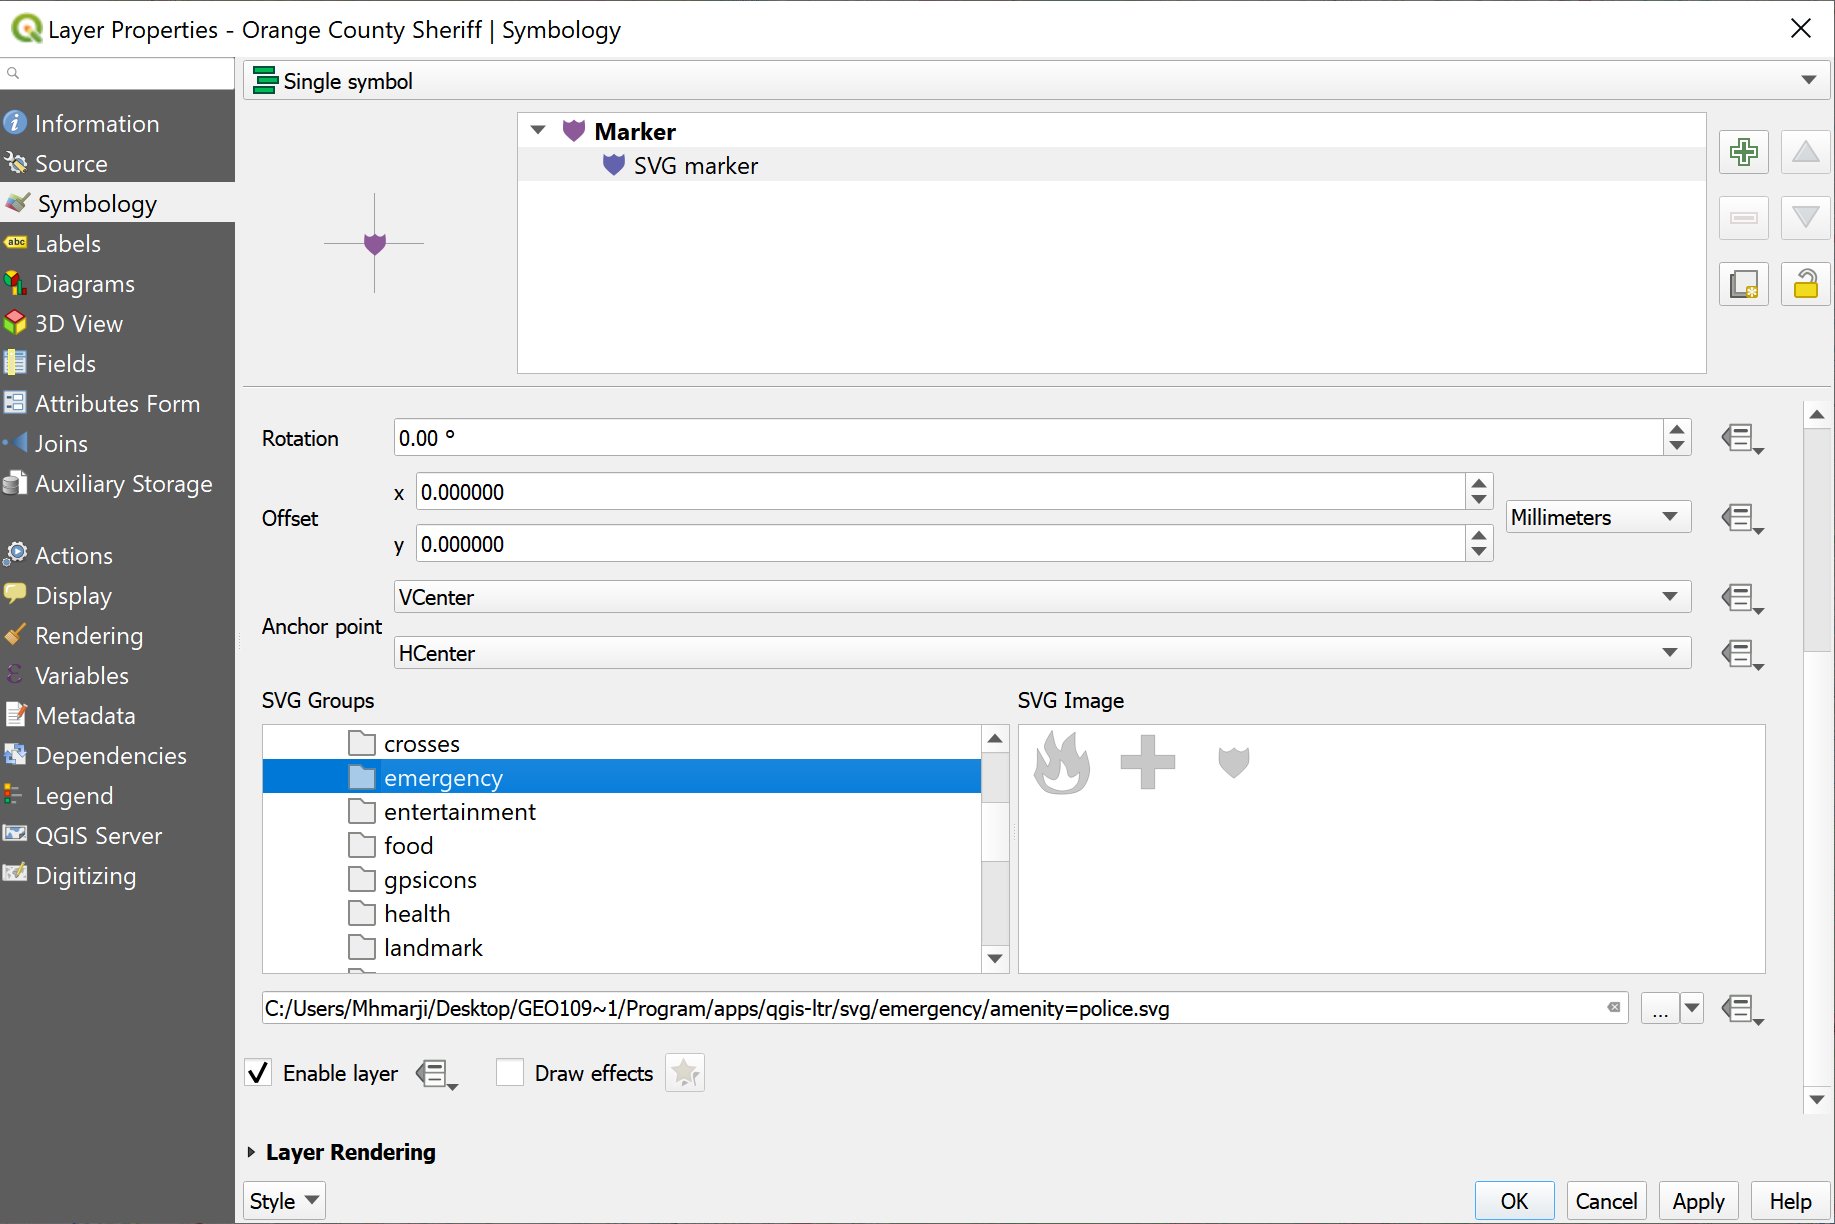 Layer Properties - Orange County Sheriff | Symbology
Single symbol
Information
Source
Symbology
Labels
abc
Diagrams
3D View
Fields
Attributes Form
Joins
Auxiliary Storage
Actions
Display
Rendering
Variables
Metadata
Dependencies
Legend
QGIS Server
Digitizing
Marker
SVG marker
Rotation
0.00 °
Offset
x
0.000000
y
0.000000
Millimeters
Anchor point
VCenter
HCenter
SVG Groups
SVG Image
crosses
emergency
entertainment
food
gpsicons
health
landmark
C:/Users/Mhmarji/Desktop/GEO109~1/Program/apps/qgis-ltr/svg/emergency/amenity=police.svg
...
Enable layer
Draw effects
Layer Rendering
Style
OK
Cancel
Apply
Help